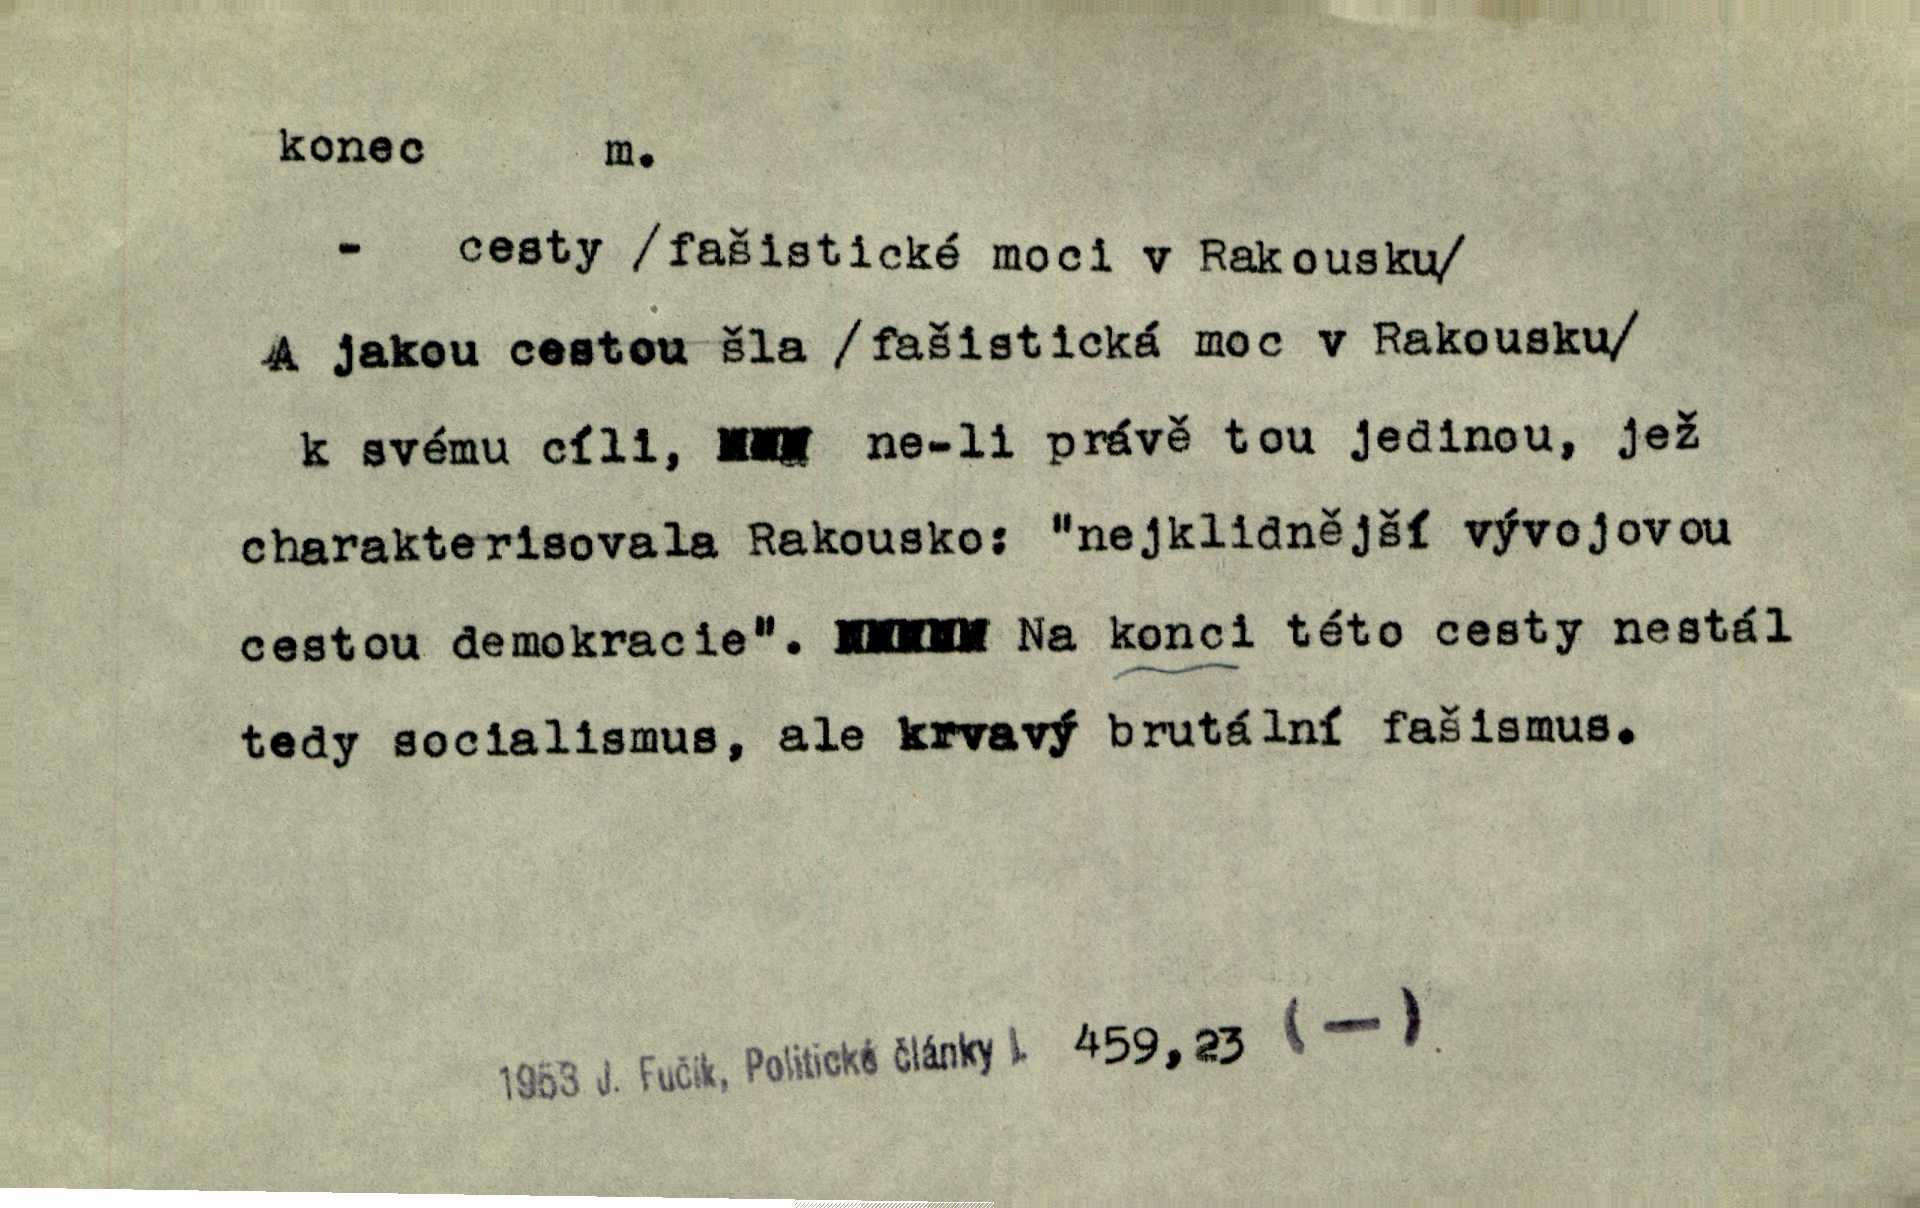 konec m.
- cesty /fašistické moci v Rakousku/
A jakou cestou šla /fašistická moc v Rakousku/
k svému cíli, ne-li právě tou jedinou, jež
charakterisovala Rakousko: "nejklidnější vývojovou
cestou demokracie". Na konci této cesty nestál
tedy socialismus, ale krvavý brutální fašismus.
1953 J. Fučík, Politické články I. 459,23 (—)